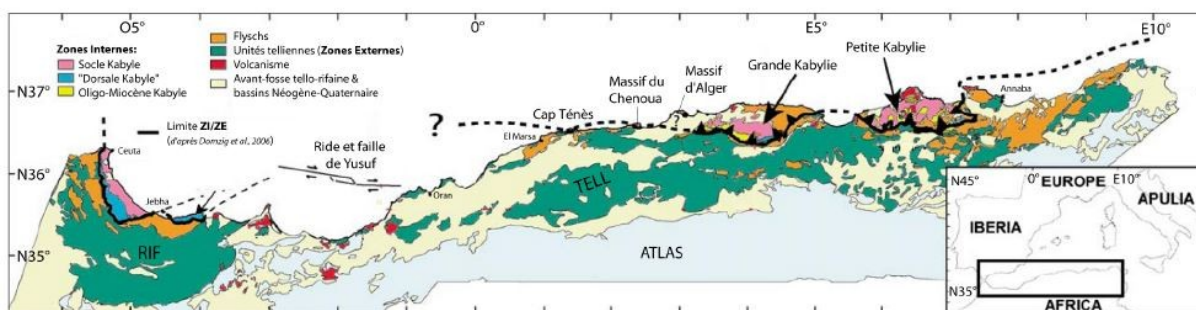 O5°
0°
E5°
E10°
Zones Internes:
Socle Kabyle
"Dorsale Kabyle"
Oligo-Miocène Kabyle
Flyschs
Unités telliennes (Zones Externes)
Volcanisme
Avant-fosse tello-rifaine &
bassins Néogène-Quaternaire
Limite ZI/ZE
(d'après Domzig et al., 2006)
N37°
N36°
N35°
Ceuta
Jebha
RIF
Ride et faille
de Yusuf
?
Oran
El Marsa
Cap Ténès
Massif du
Chenoua
Massif
d'Alger
?
Grande Kabylie
Petite Kabylie
Annaba
TELL
ATLAS
N45°
0°
EUROPE
E10°
IBERIA
APULIA
N35°
AFRICA